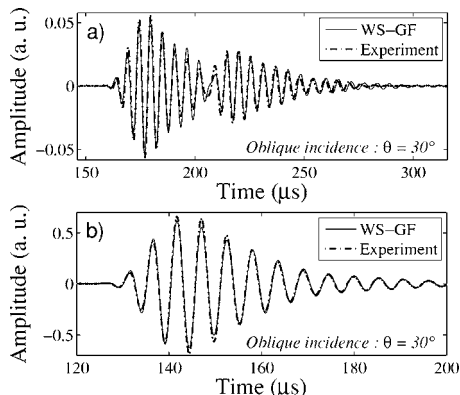 a)
WS−GF
Experiment
0.05
0
−0.05
Amplitude (a. u.)
Oblique incidence : θ = 30°
150
200
250
300
Time (μs)
b)
WS−GF
Experiment
0.5
0
−0.5
Amplitude (a. u.)
Oblique incidence : θ = 30°
120
140
160
180
200
Time (μs)